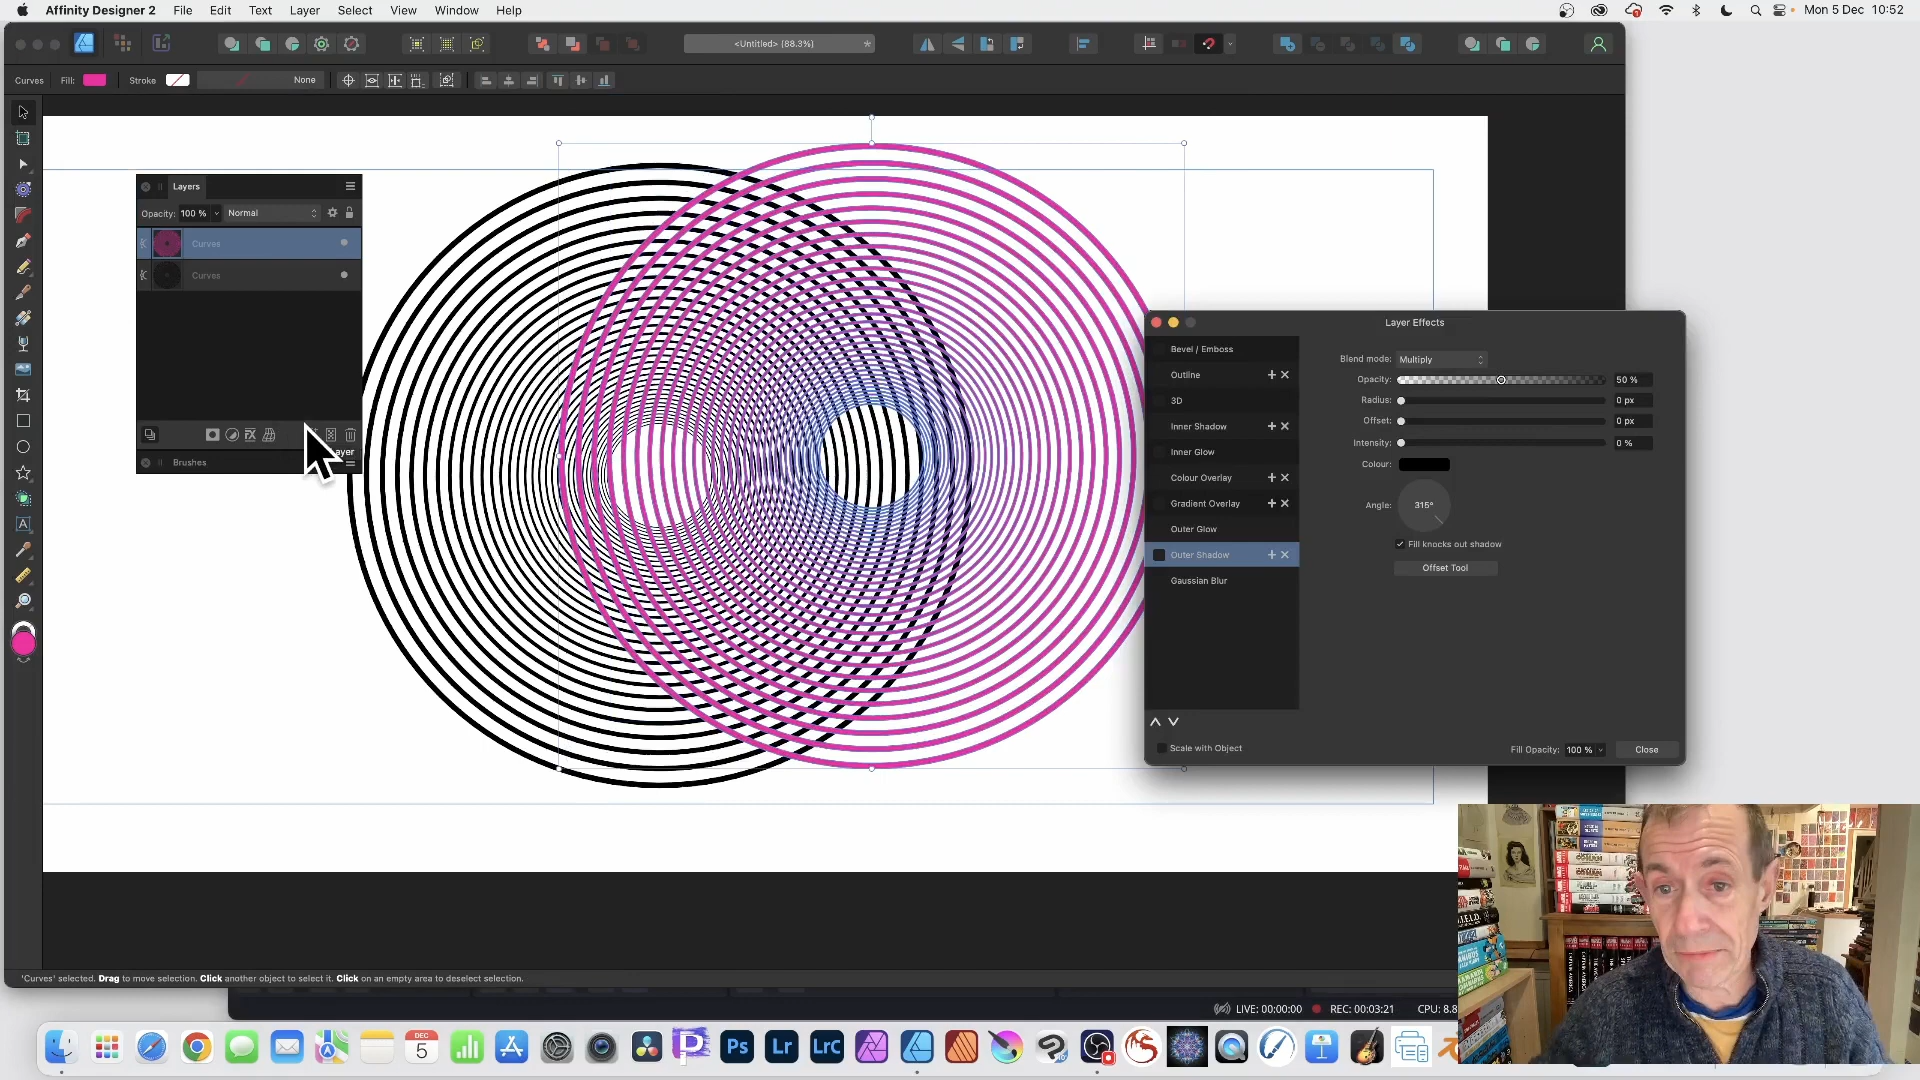 Affinity Designer 2 File Edit Text Layer Select View Window Help Mon 5 Dec 10:52
<Untitled> (88.3%) *
Curves Fill: Stroke None
Layers
Opacity: 100 % Normal
Curves
Curves
ayer
Brushes
Layer Effects
Bevel / Emboss
Outline
3D
Inner Shadow
Inner Glow
Colour Overlay
Gradient Overlay
Outer Glow
Outer Shadow
Gaussian Blur
Blend mode: Multiply
Opacity: 50 %
Radius: 0 px
Offset: 0 px
Intensity: 0 %
Colour:
Angle: 315°
Fill knocks out shadow
Offset Tool
Scale with Object
Fill Opacity: 100 % Close
'Curves' selected. Drag to move selection. Click another object to select it. Click on an empty area to deselect selection.
LIVE: 00:00:00 REC: 00:03:21 CPU: 8.8
DEC
5
Ps Lr LrC